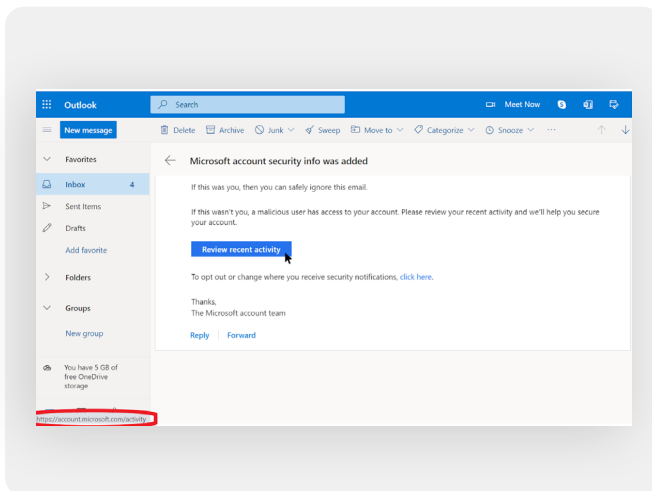 Outlook
Search
Meet Now
New message
Delete Archive Junk Sweep Move to Categorize Snooze ...
Favorites
Inbox 4
Sent Items
Drafts
Add favorite
Folders
Groups
New group
You have 5 GB of
free OneDrive
storage
https://account.microsoft.com/activity
Microsoft account security info was added
If this was you, then you can safely ignore this email.
If this wasn't you, a malicious user has access to your account. Please review your recent activity and we'll help you secure
your account.
Review recent activity
To opt out or change where you receive security notifications, click here.
Thanks,
The Microsoft account team
Reply Forward